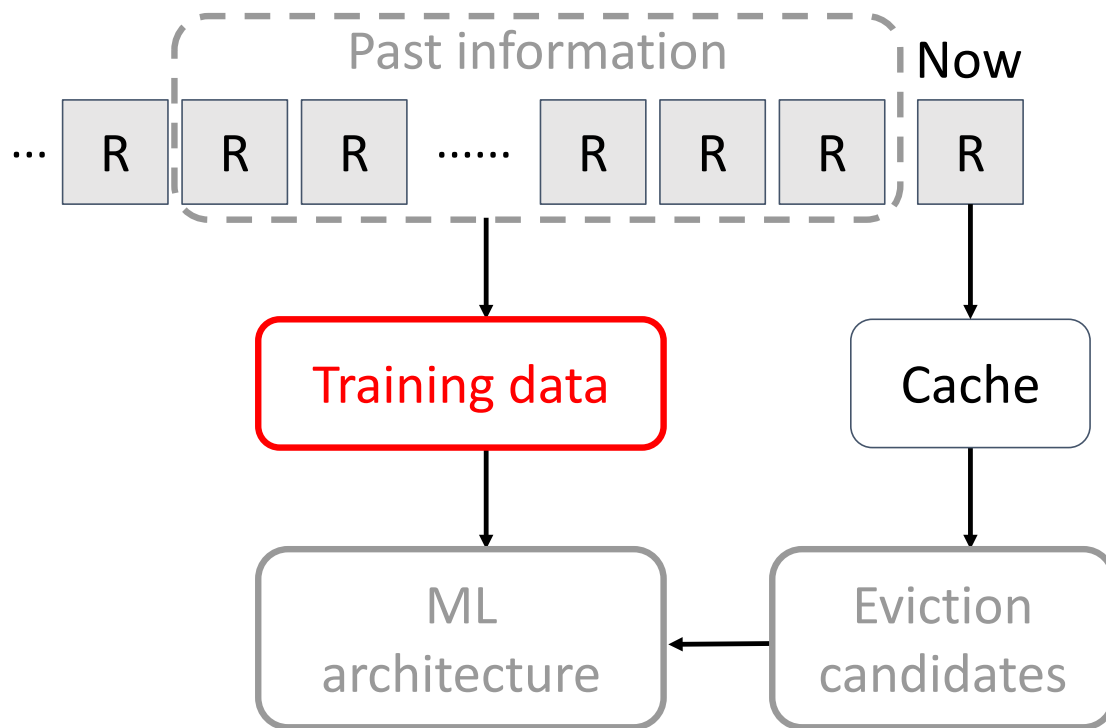 Past information
Now
... R R R ...... R R R R
Training data
Cache
ML
architecture
Eviction
candidates